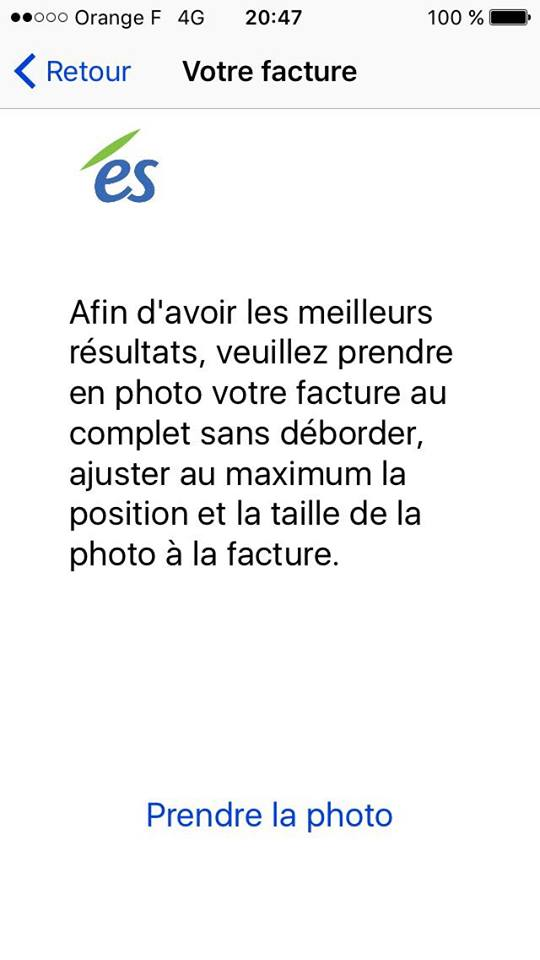 Orange F 4G 20:47 100 %
Retour Votre facture
és
Afin d'avoir les meilleurs
résultats, veuillez prendre
en photo votre facture au
complet sans déborder,
ajuster au maximum la
position et la taille de la
photo à la facture.
Prendre la photo